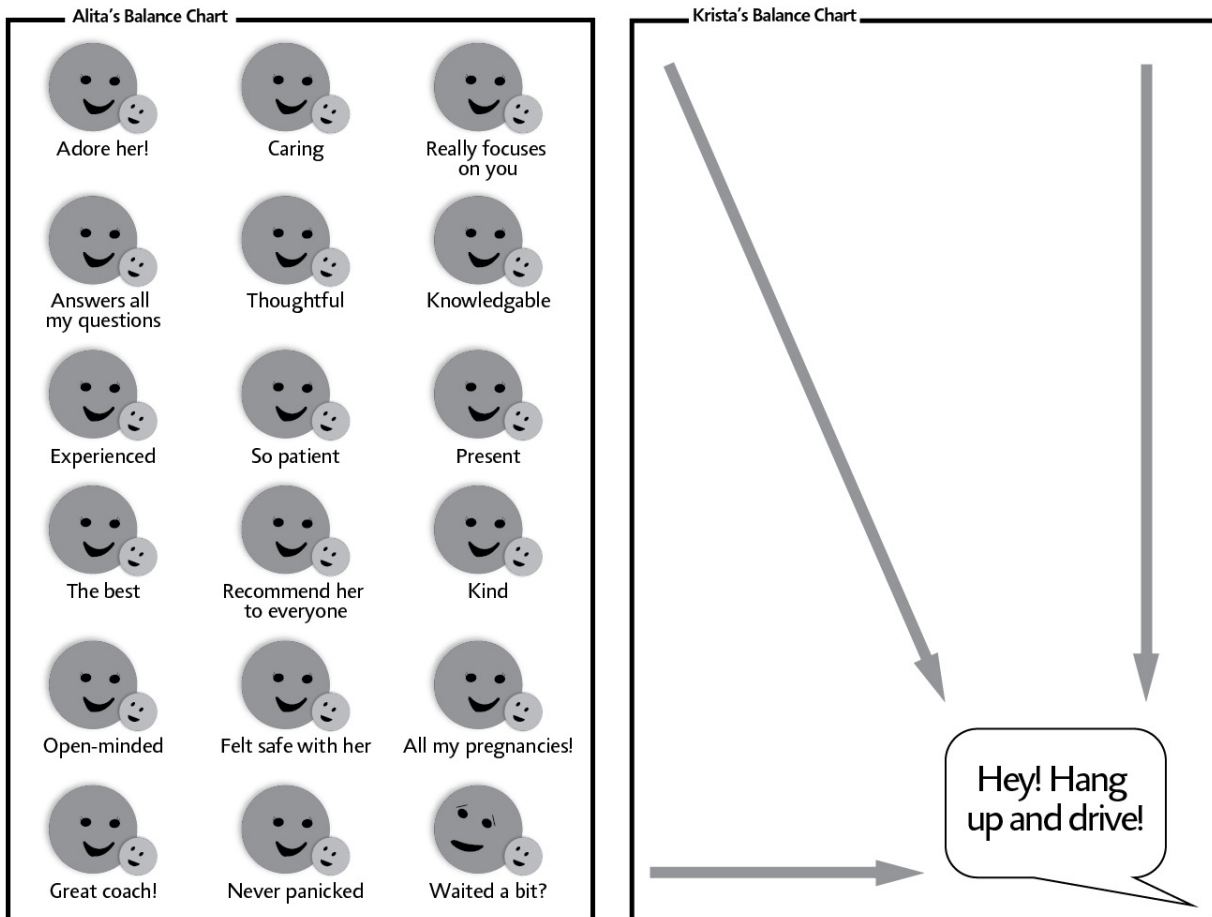 Alita's Balance Chart
Adore her!
Caring
Really focuses
on you
Answers all
my questions
Thoughtful
Knowledgable
Experienced
So patient
Present
The best
Recommend her
to everyone
Kind
Open-minded
Felt safe with her
All my pregnancies!
Great coach!
Never panicked
Waited a bit?
Krista's Balance Chart
Hey! Hang
up and drive!